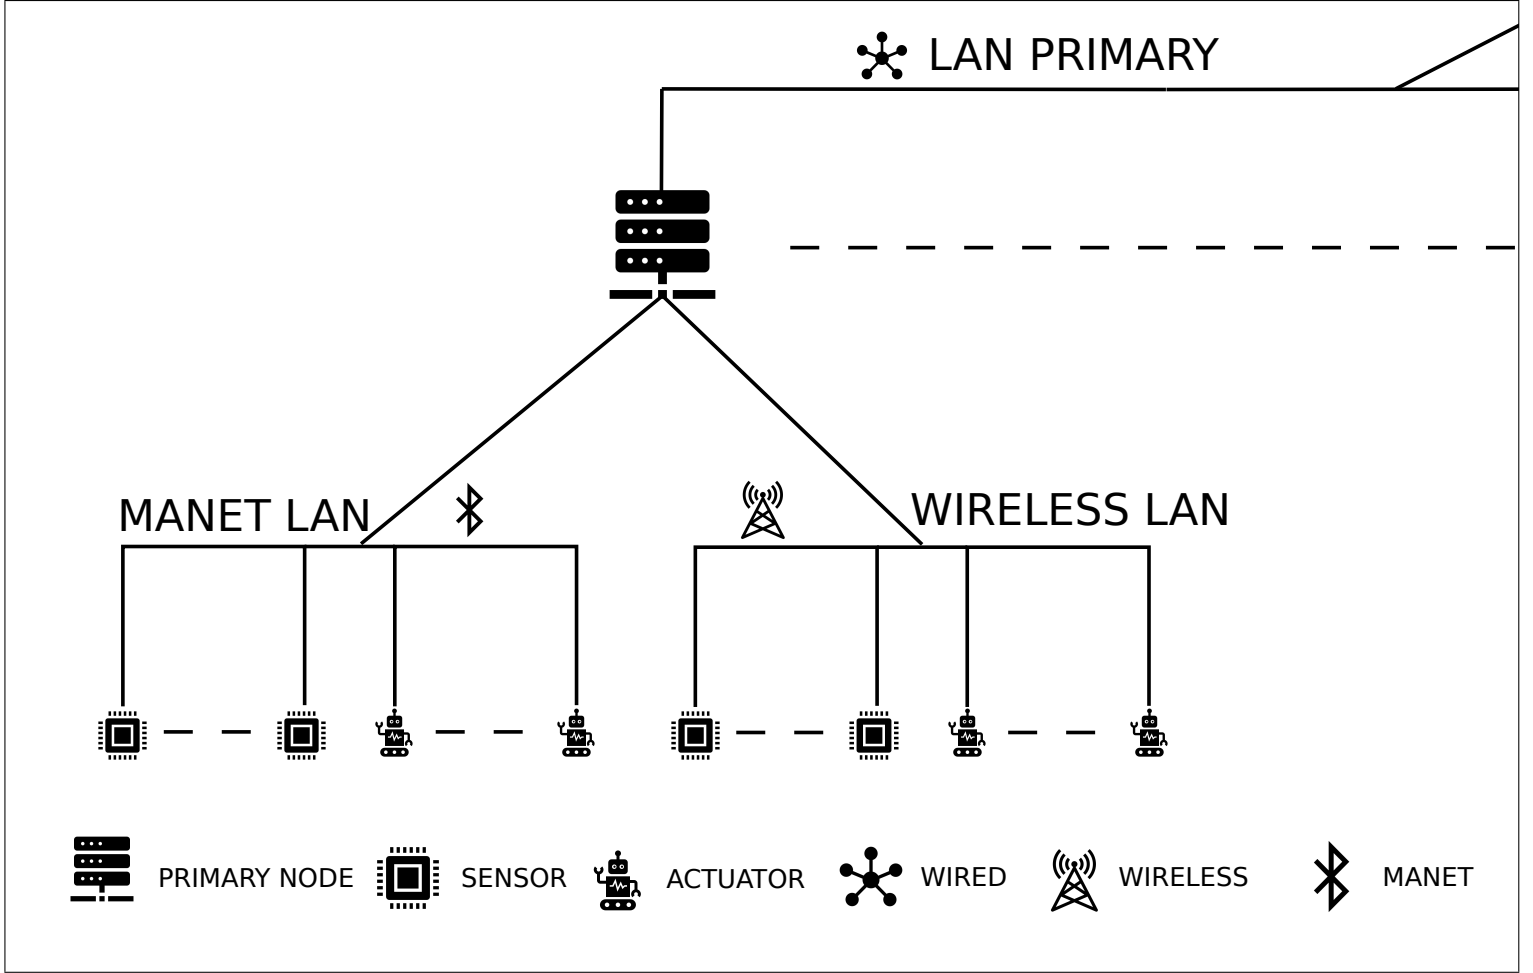 LAN PRIMARY
MANET LAN
WIRELESS LAN
PRIMARY NODE
SENSOR
ACTUATOR
WIRED
WIRELESS
MANET